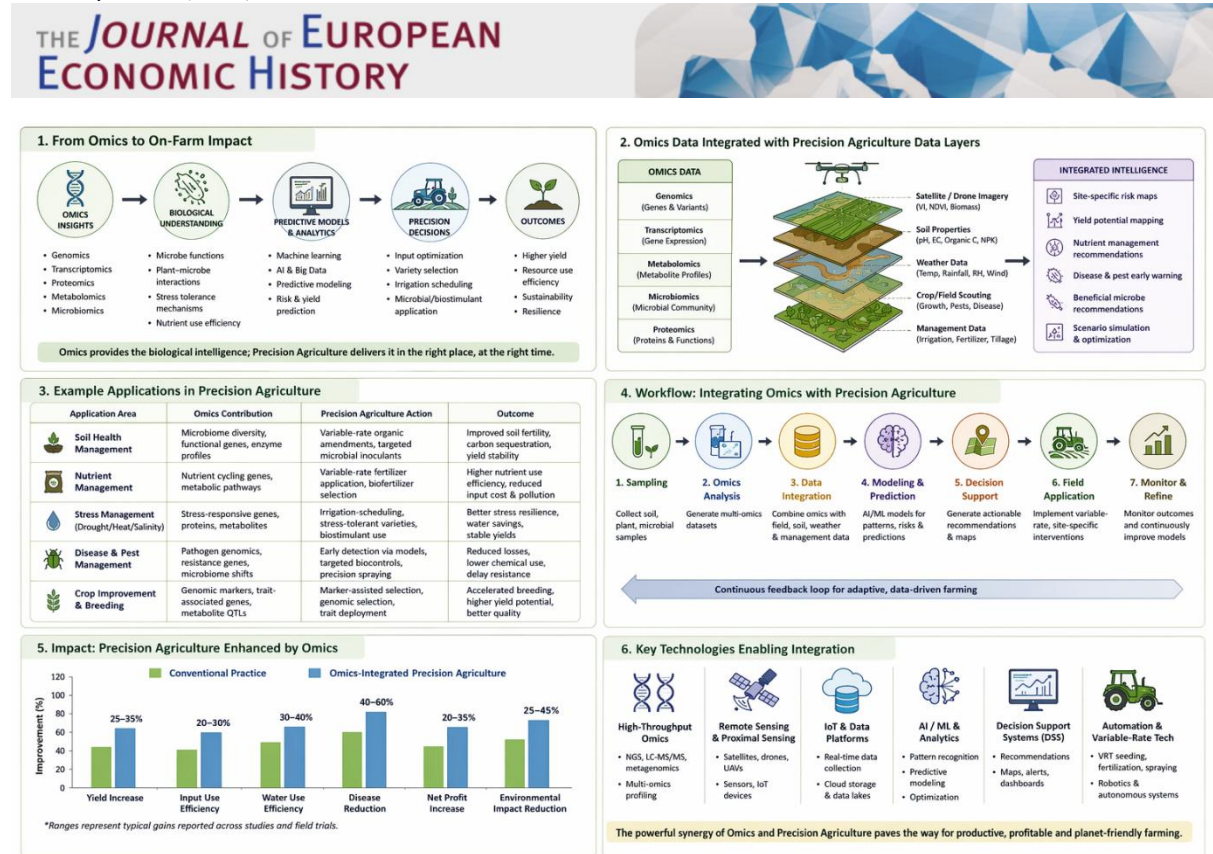 THE JOURNAL OF EUROPEAN
ECONOMIC HISTORY
1. From Omics to On-Farm Impact
OMICS
INSIGHTS
BIOLOGICAL
UNDERSTANDING
PREDICTIVE MODELS
& ANALYTICS
PRECISION
DECISIONS
OUTCOMES
• Genomics
• Transcriptomics
• Proteomics
• Metabolomics
• Microbiomics
• Microbe functions
• Plant–microbe
interactions
• Stress tolerance
mechanisms
• Nutrient use efficiency
• Machine learning
• AI & Big Data
• Predictive modeling
• Risk & yield
prediction
• Input optimization
• Variety selection
• Irrigation scheduling
• Microbial/biostimulant
application
• Higher yield
• Resource use
efficiency
• Sustainability
• Resilience
Omics provides the biological intelligence; Precision Agriculture delivers it in the right place, at the right time.
2. Omics Data Integrated with Precision Agriculture Data Layers
OMICS DATA
Genomics
(Genes & Variants)
Transcriptomics
(Gene Expression)
Metabolomics
(Metabolite Profiles)
Microbiomics
(Microbial Community)
Proteomics
(Proteins & Functions)
Satellite / Drone Imagery
(VI, NDVI, Biomass)
Soil Properties
(pH, EC, Organic C, NPK)
Weather Data
(Temp, Rainfall, RH, Wind)
Crop/Field Scouting
(Growth, Pests, Disease)
Management Data
(Irrigation, Fertilizer, Tillage)
INTEGRATED INTELLIGENCE
Site-specific risk maps
Yield potential mapping
Nutrient management
recommendations
Disease & pest early warning
Beneficial microbe
recommendations
Scenario simulation
& optimization
3. Example Applications in Precision Agriculture
Application Area
Omics Contribution
Precision Agriculture Action
Outcome
Soil Health
Management
Microbiome diversity,
functional genes, enzyme
profiles
Variable-rate organic
amendments, targeted
microbial inoculants
Improved soil fertility,
carbon sequestration,
yield stability
Nutrient
Management
Nutrient cycling genes,
metabolic pathways
Variable-rate fertilizer
application, biofertilizer
selection
Higher nutrient use
efficiency, reduced
input cost & pollution
Stress Management
(Drought/Heat/Salinity)
Stress-responsive genes,
proteins, metabolites
Irrigation-scheduling,
stress-tolerant varieties,
biostimulant use
Better stress resilience,
water savings,
stable yields
Disease & Pest
Management
Pathogen genomics,
resistance genes,
microbiome shifts
Early detection via models,
targeted biocontrols,
precision spraying
Reduced losses,
lower chemical use,
delay resistance
Crop Improvement
& Breeding
Genomic markers, trait-
associated genes,
metabolite QTLs
Marker-assisted selection,
genomic selection,
trait deployment
Accelerated breeding,
higher yield potential,
better quality
4. Workflow: Integrating Omics with Precision Agriculture
1. Sampling
Collect soil,
plant, microbial
samples
2. Omics
Analysis
Generate multi-omics
datasets
3. Data
Integration
Combine omics with
field, soil, weather
& management data
4. Modeling &
Prediction
AI/ML models for
patterns, risks &
predictions
5. Decision
Support
Generate actionable
recommendations
& maps
6. Field
Application
Implement variable-
rate, site-specific
interventions
7. Monitor &
Refine
Monitor outcomes
and continuously
improve models
Continuous feedback loop for adaptive, data-driven farming
5. Impact: Precision Agriculture Enhanced by Omics
Conventional Practice
Omics-Integrated Precision Agriculture
Improvement (%)
120
100
80
60
40
20
0
25–35%
20–30%
30–40%
40–60%
20–35%
25–45%
Yield Increase
Input Use
Efficiency
Water Use
Efficiency
Disease
Reduction
Net Profit
Increase
Environmental
Impact Reduction
*Ranges represent typical gains reported across studies and field trials.
6. Key Technologies Enabling Integration
High-Throughput
Omics
• NGS, LC-MS/MS,
metagenomics
• Multi-omics
profiling
Remote Sensing
& Proximal Sensing
• Satellites, drones,
UAVs
• Sensors, IoT
devices
IoT & Data
Platforms
• Real-time data
collection
• Cloud storage
& data lakes
AI / ML &
Analytics
• Pattern recognition
• Predictive
modeling
• Optimization
Decision Support
Systems (DSS)
• Recommendations
• Maps, alerts,
dashboards
Automation &
Variable-Rate Tech
• VRT seeding,
fertilization, spraying
• Robotics &
autonomous systems
The powerful synergy of Omics and Precision Agriculture paves the way for productive, profitable and planet-friendly farming.